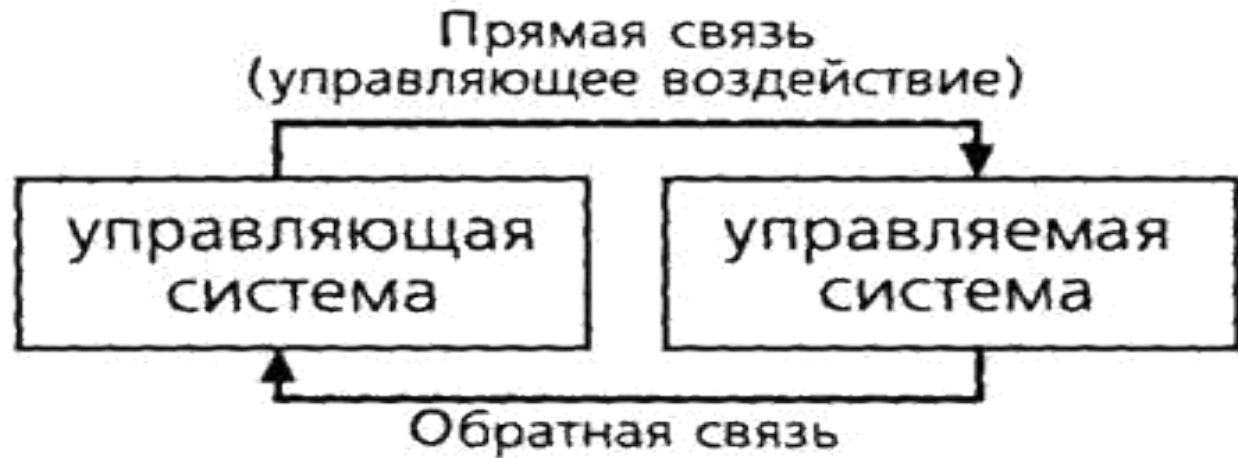 Прямая связь
(управляющее воздействие)
управляющая
система
управляемая
система
Обратная связь